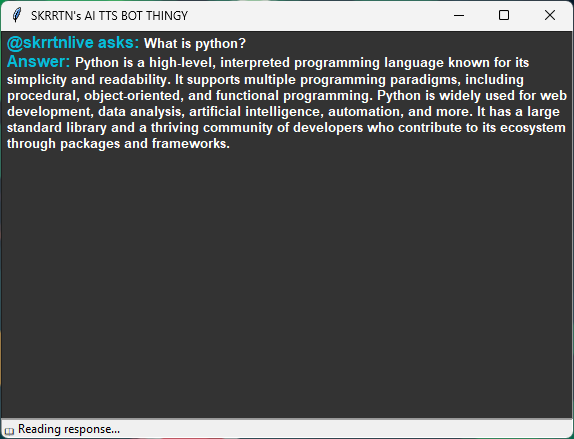 SKRRTN's AI TTS BOT THINGY
@skrrtnlive asks: What is python?
Answer: Python is a high-level, interpreted programming language known for its
simplicity and readability. It supports multiple programming paradigms, including
procedural, object-oriented, and functional programming. Python is widely used for web
development, data analysis, artificial intelligence, automation, and more. It has a large
standard library and a thriving community of developers who contribute to its ecosystem
through packages and frameworks.
Reading response...